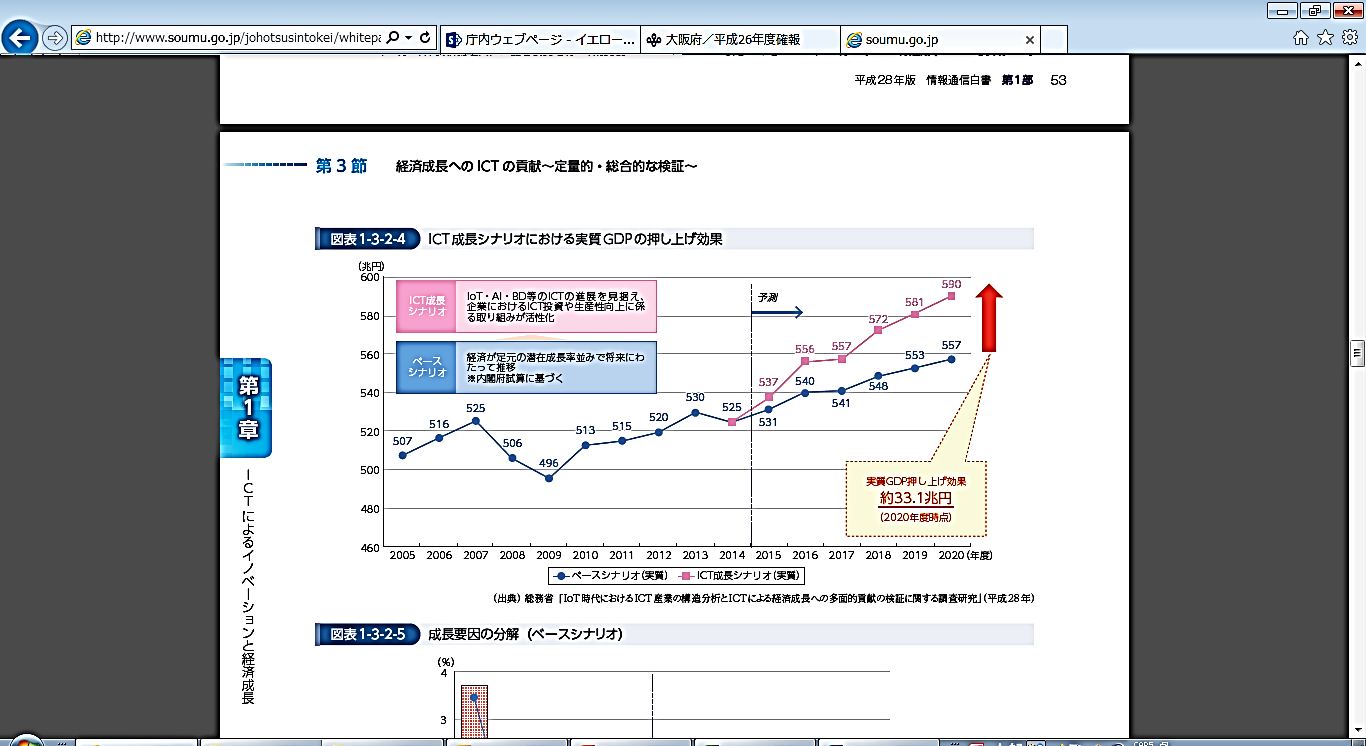 http://www.soumu.go.jp/johotsusintokei/whitepa
庁内ウェブページ - イエロー...
大阪府／平成26年度確報
soumu.go.jp
平成28年版 情報通信白書 第1部 53
第3節 経済成長へのICTの貢献～定量的・総合的な検証～
図表1-3-2-4 ICT成長シナリオにおける実質GDPの押し上げ効果
(兆円)
600
580
560
540
520
500
480
460
ICT成長
シナリオ
IoT・AI・BD等のICTの進展を見据え、
企業におけるICT投資や生産性向上に係
る取り組みが活性化
ベース
シナリオ
経済が足元の潜在成長率並みで将来にわ
たって推移
※内閣府試算に基づく
予測
507
516
525
506
496
513
515
520
530
525
537
556
557
572
581
590
531
540
541
548
553
557
実質GDP押し上げ効果
約33.1兆円
(2020年度時点)
2005 2006 2007 2008 2009 2010 2011 2012 2013 2014 2015 2016 2017 2018 2019 2020 (年度)
ベースシナリオ(実質) ICT成長シナリオ(実質)
(出典) 総務省「IoT時代におけるICT産業の構造分析とICTによる経済成長への多面的貢献の検証に関する調査研究」(平成28年)
第1章
ICTによるイノベーションと経済成長
図表1-3-2-5 成長要因の分解（ベースシナリオ）
(%)
4
3